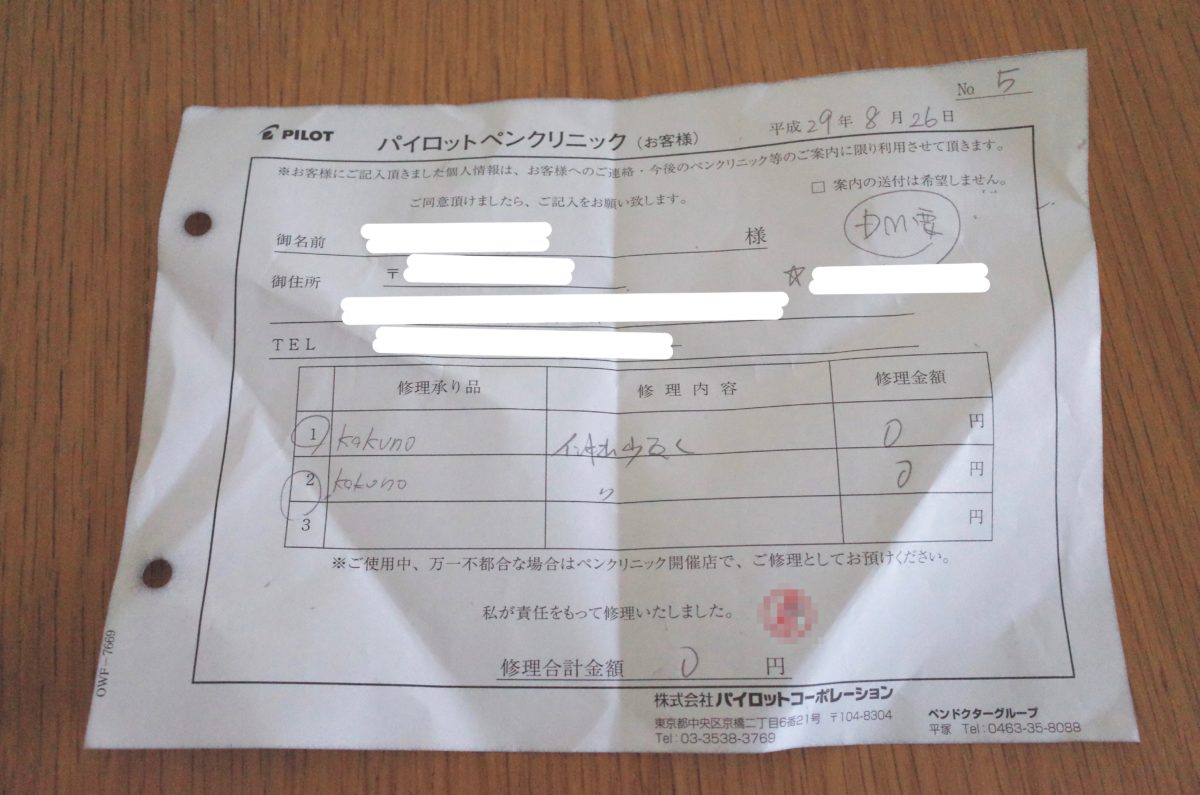 No 5
PILOT パイロットペンクリニック(お客様) 平成29年8月26日
※お客様にご記入頂きました個人情報は、お客様へのご連絡・今後のペンクリニック等のご案内に限り利用させて頂きます。
ご同意頂けましたら、ご記入をお願い致します。 □ 案内の送付は希望しません。
DM要
御名前 様
御住所 〒 ☆
TEL
修理承り品 修理内容 修理金額
1 kakuno 0 円
2 kakuno 〃 0 円
3 円
※ご使用中、万一不都合な場合はペンクリニック開催店で、ご修理としてお預けください。
私が責任をもって修理いたしました。
修理合計金額 0 円
OWF-7669
株式会社パイロットコーポレーション
東京都中央区京橋二丁目6番21号 〒104-8304
Tel:03-3538-3769
ペンドクターグループ
平塚 Tel:0463-35-8088